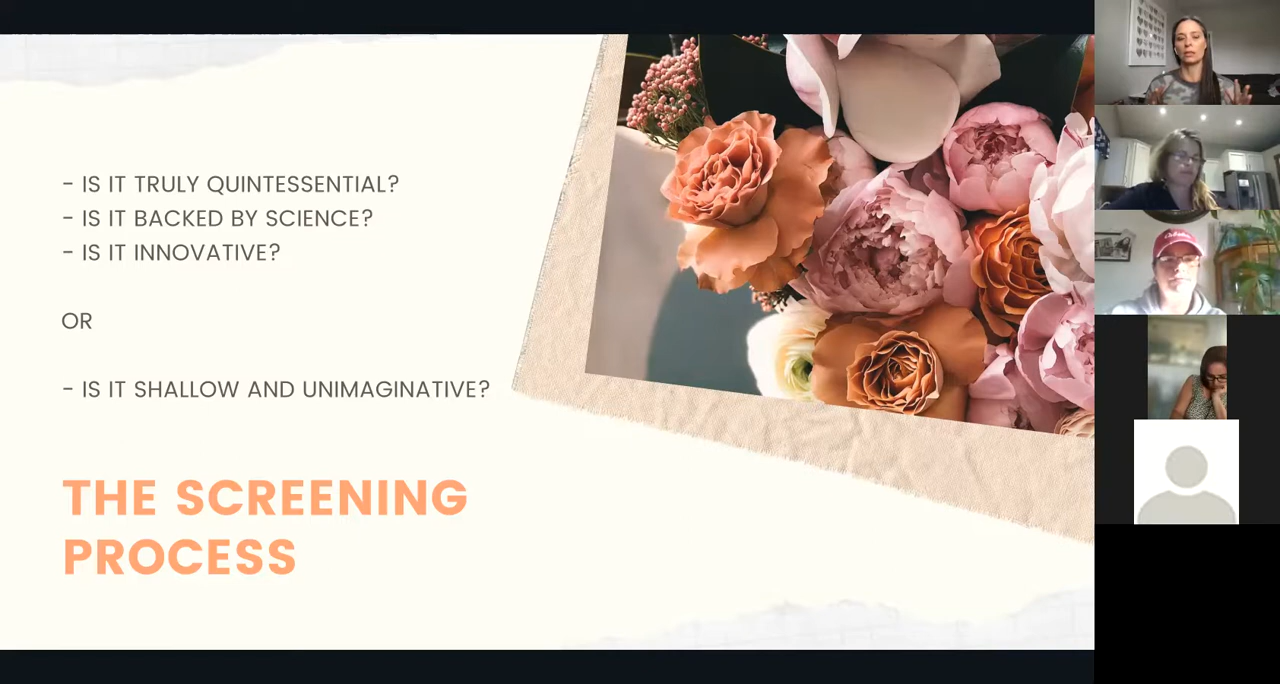 - IS IT TRULY QUINTESSENTIAL?
- IS IT BACKED BY SCIENCE?
- IS IT INNOVATIVE?
OR
- IS IT SHALLOW AND UNIMAGINATIVE?
THE SCREENING
PROCESS